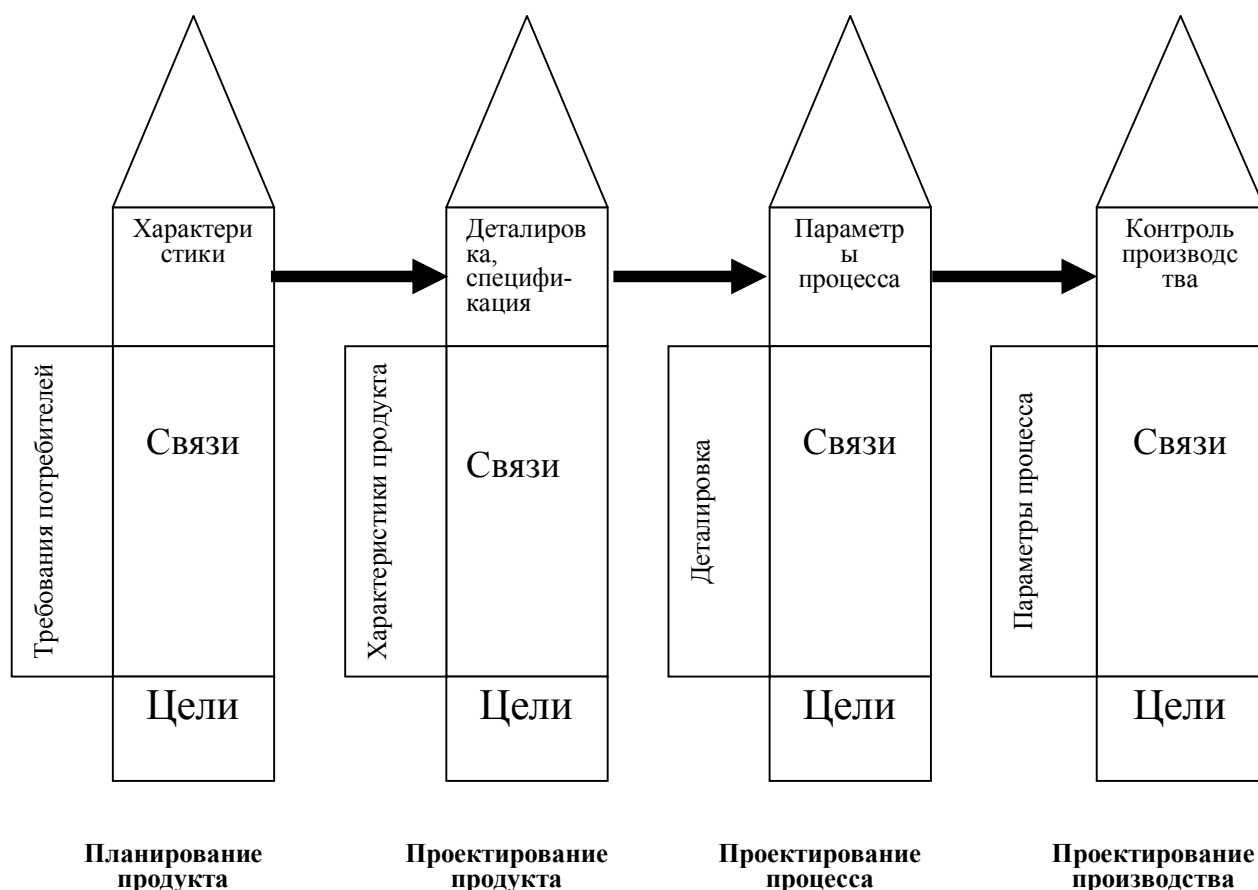 Характери
стики
Деталиров
ка,
специфи-
кация
Параметр
ы
процесса
Контроль
производс
тва
Требования потребителей
Связи
Характеристики продукта
Связи
Деталировка
Связи
Параметры процесса
Связи
Цели
Цели
Цели
Цели
Планирование
продукта
Проектирование
продукта
Проектирование
процесса
Проектирование
производства